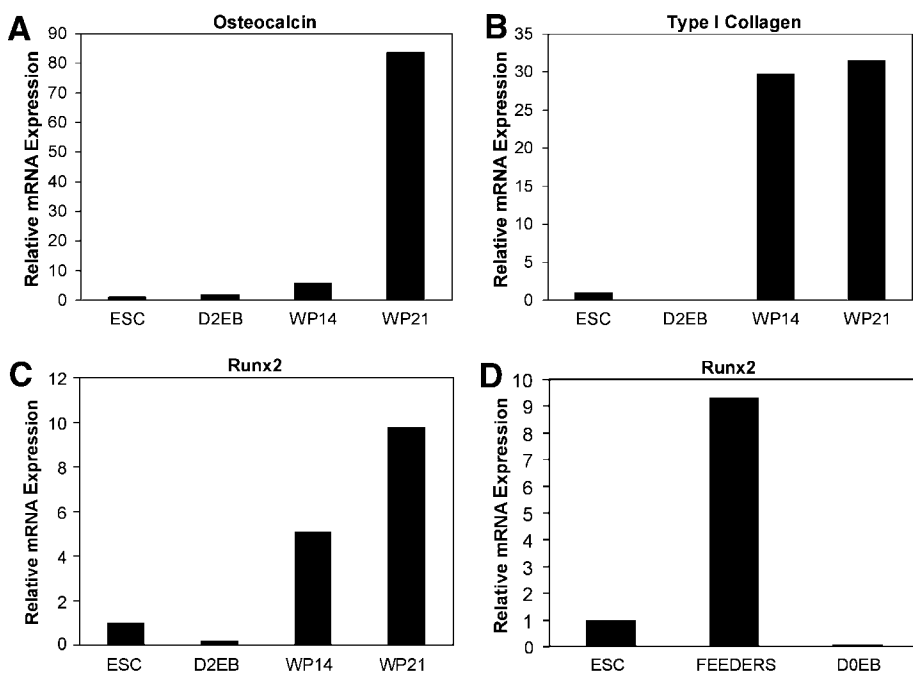 A
Osteocalcin
Relative mRNA Expression
90
80
70
60
50
40
30
20
10
0
ESC D2EB WP14 WP21
B
Type I Collagen
Relative mRNA Expression
35
30
25
20
15
10
5
0
ESC D2EB WP14 WP21
C
Runx2
Relative mRNA Expression
12
10
8
6
4
2
0
ESC D2EB WP14 WP21
D
Runx2
Relative mRNA Expression
10
9
8
7
6
5
4
3
2
1
0
ESC FEEDERS D0EB